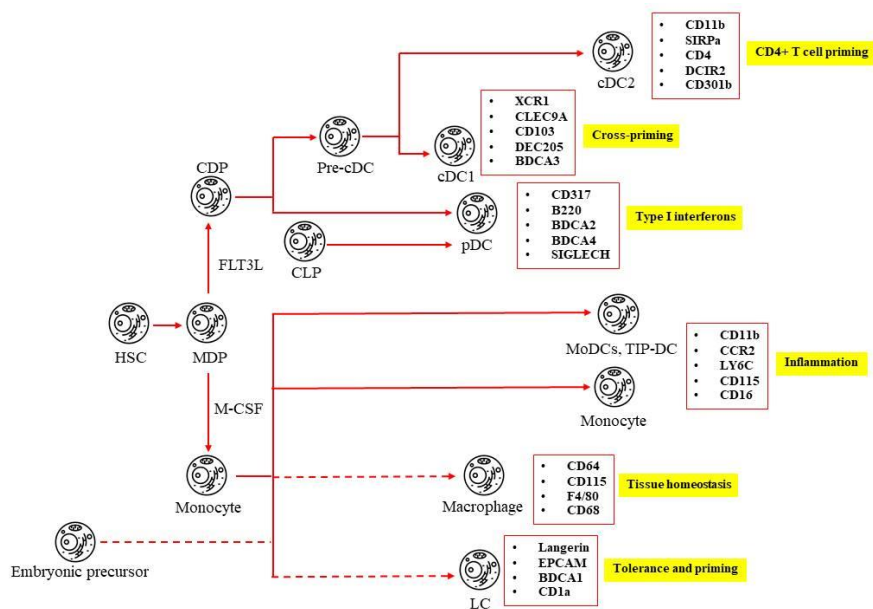 • CD11b
• SIRPa
• CD4
• DCIR2
• CD301b
CD4+ T cell priming
cDC2
• XCR1
• CLEC9A
• CD103
• DEC205
• BDCA3
Cross-priming
Pre-cDC
cDC1
CDP
• CD317
• B220
• BDCA2
• BDCA4
• SIGLECH
Type I interferons
pDC
CLP
FLT3L
HSC
MDP
MoDCs, TIP-DC
• CD11b
• CCR2
• LY6C
• CD115
• CD16
Inflammation
M-CSF
Monocyte
Monocyte
Macrophage
• CD64
• CD115
• F4/80
• CD68
Tissue homeostasis
Embryonic precursor
LC
• Langerin
• EPCAM
• BDCA1
• CD1a
Tolerance and priming